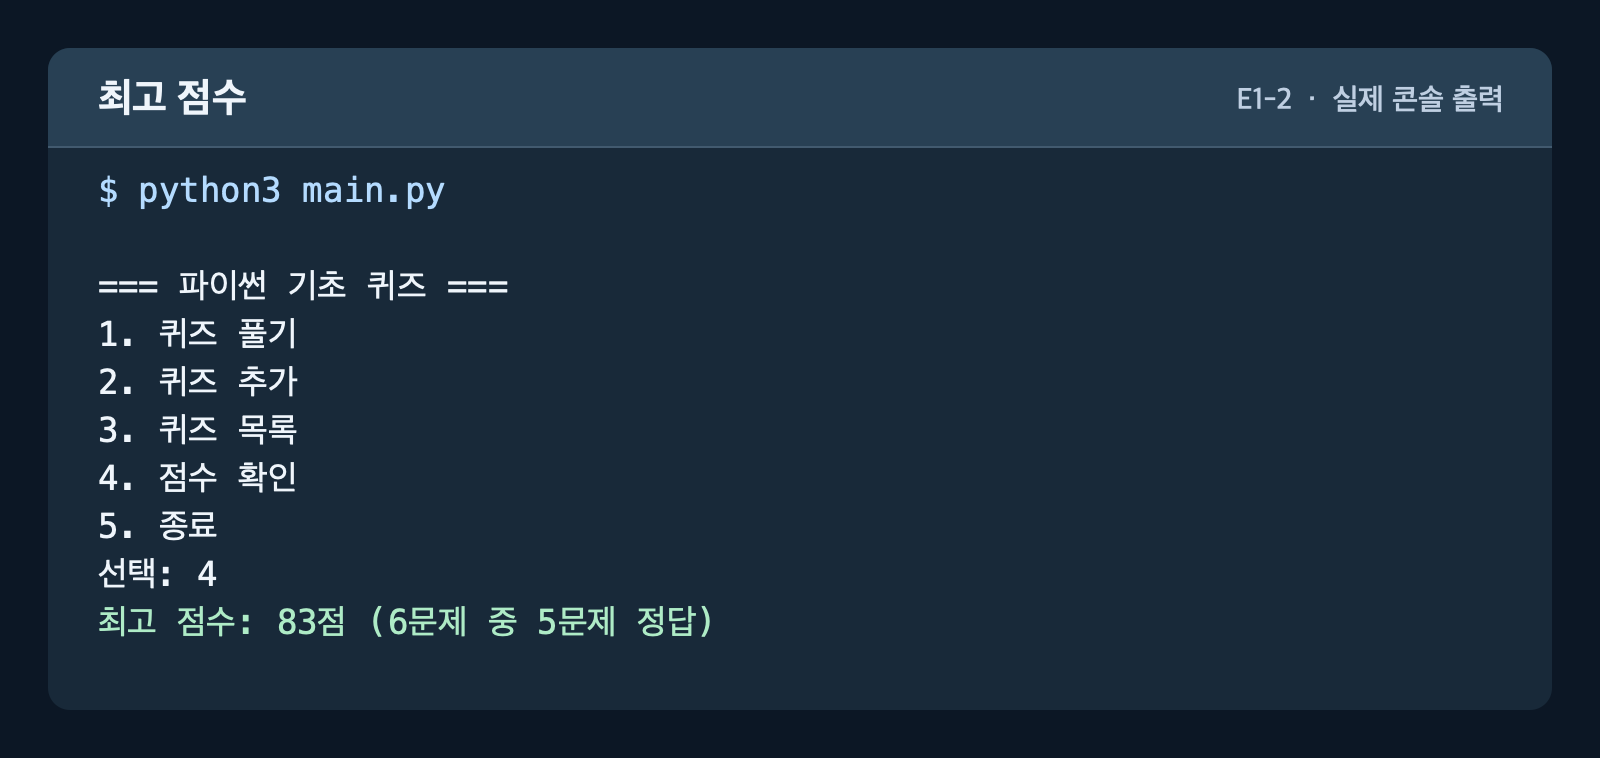 최고 점수
E1-2 · 실제 콘솔 출력
$ python3 main.py
=== 파이썬 기초 퀴즈 ===
1. 퀴즈 풀기
2. 퀴즈 추가
3. 퀴즈 목록
4. 점수 확인
5. 종료
선택: 4
최고 점수: 83점 (6문제 중 5문제 정답)